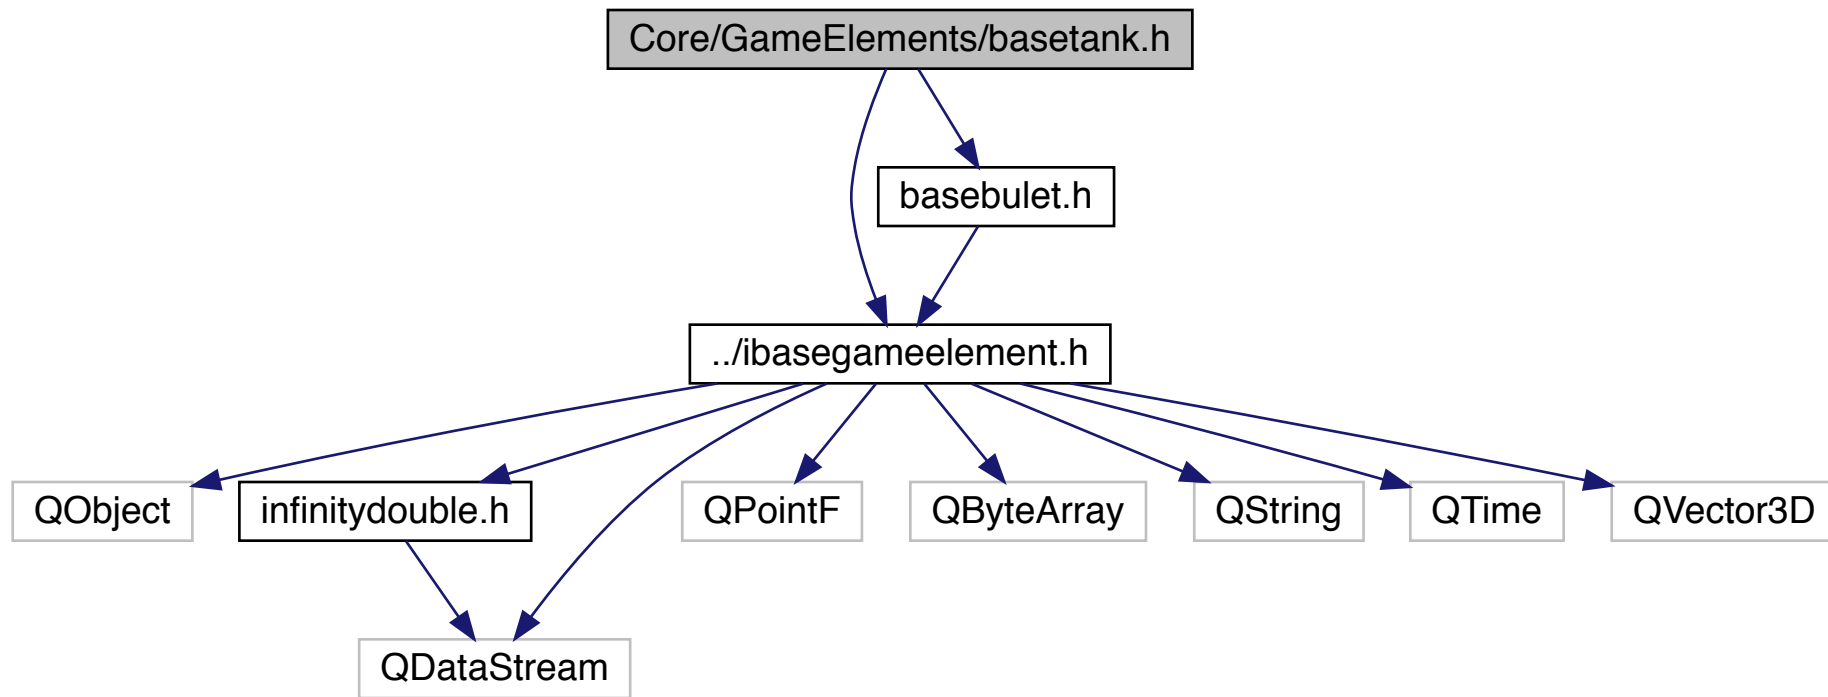 Core/GameElements/basetank.h
basebulet.h
../ibasegameelement.h
QObject
infinitydouble.h
QPointF
QByteArray
QString
QTime
QVector3D
QDataStream